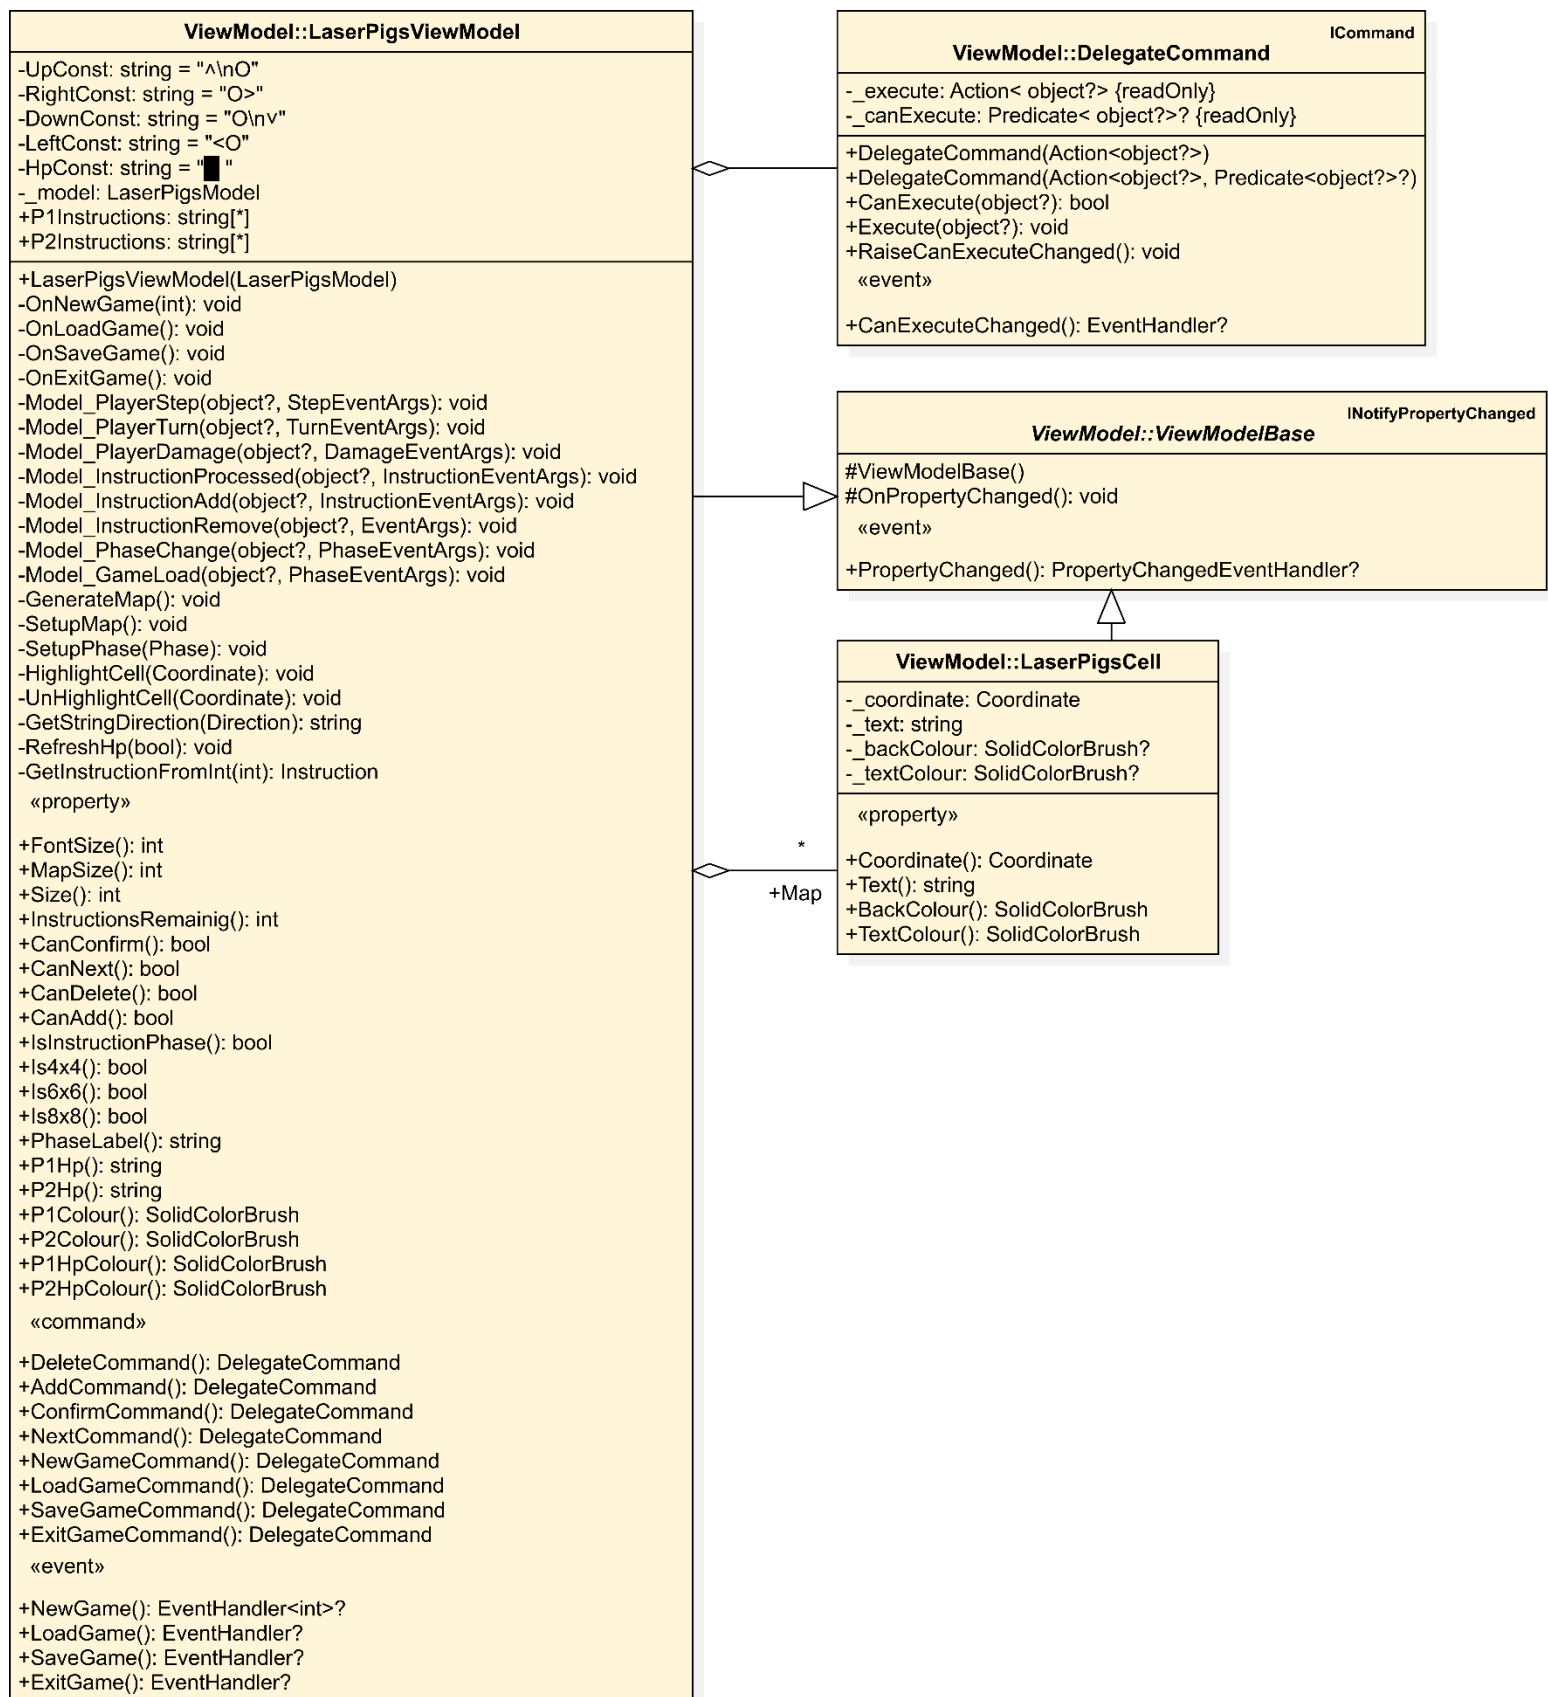 ViewModel::LaserPigsViewModel
-UpConst: string = "^\nO"
-RightConst: string = "O>"
-DownConst: string = "O\nv"
-LeftConst: string = "<O"
-HpConst: string = "█ "
-_model: LaserPigsModel
+P1Instructions: string[*]
+P2Instructions: string[*]
+LaserPigsViewModel(LaserPigsModel)
-OnNewGame(int): void
-OnLoadGame(): void
-OnSaveGame(): void
-OnExitGame(): void
-Model_PlayerStep(object?, StepEventArgs): void
-Model_PlayerTurn(object?, TurnEventArgs): void
-Model_PlayerDamage(object?, DamageEventArgs): void
-Model_InstructionProcessed(object?, InstructionEventArgs): void
-Model_InstructionAdd(object?, InstructionEventArgs): void
-Model_InstructionRemove(object?, EventArgs): void
-Model_PhaseChange(object?, PhaseEventArgs): void
-Model_GameLoad(object?, PhaseEventArgs): void
-GenerateMap(): void
-SetupMap(): void
-SetupPhase(Phase): void
-HighlightCell(Coordinate): void
-UnHighlightCell(Coordinate): void
-GetStringDirection(Direction): string
-RefreshHp(bool): void
-GetInstructionFromInt(int): Instruction
«property»
+FontSize(): int
+MapSize(): int
+Size(): int
+InstructionsRemainig(): int
+CanConfirm(): bool
+CanNext(): bool
+CanDelete(): bool
+CanAdd(): bool
+IsInstructionPhase(): bool
+Is4x4(): bool
+Is6x6(): bool
+Is8x8(): bool
+PhaseLabel(): string
+P1Hp(): string
+P2Hp(): string
+P1Colour(): SolidColorBrush
+P2Colour(): SolidColorBrush
+P1HpColour(): SolidColorBrush
+P2HpColour(): SolidColorBrush
«command»
+DeleteCommand(): DelegateCommand
+AddCommand(): DelegateCommand
+ConfirmCommand(): DelegateCommand
+NextCommand(): DelegateCommand
+NewGameCommand(): DelegateCommand
+LoadGameCommand(): DelegateCommand
+SaveGameCommand(): DelegateCommand
+ExitGameCommand(): DelegateCommand
«event»
+NewGame(): EventHandler<int>?
+LoadGame(): EventHandler?
+SaveGame(): EventHandler?
+ExitGame(): EventHandler?
ICommand
ViewModel::DelegateCommand
-_execute: Action< object?> {readOnly}
-_canExecute: Predicate< object?>? {readOnly}
+DelegateCommand(Action<object?>)
+DelegateCommand(Action<object?>, Predicate<object?>?)
+CanExecute(object?): bool
+Execute(object?): void
+RaiseCanExecuteChanged(): void
«event»
+CanExecuteChanged(): EventHandler?
INotifyPropertyChanged
ViewModel::ViewModelBase
#ViewModelBase()
#OnPropertyChanged(): void
«event»
+PropertyChanged(): PropertyChangedEventHandler?
ViewModel::LaserPigsCell
-_coordinate: Coordinate
-_text: string
-_backColour: SolidColorBrush?
-_textColour: SolidColorBrush?
«property»
+Coordinate(): Coordinate
+Text(): string
+BackColour(): SolidColorBrush
+TextColour(): SolidColorBrush
*
+Map